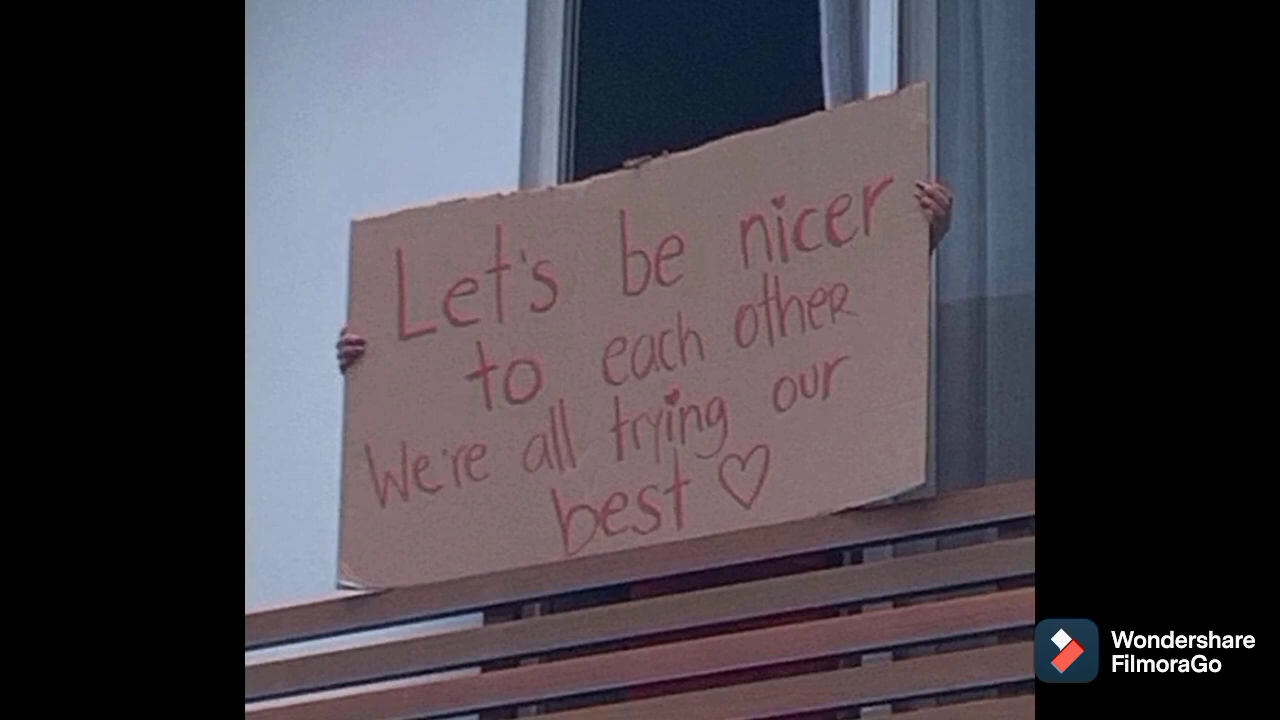 Let's be nicer
to each other
We're all trying our
best ♡
Wondershare
FilmoraGo